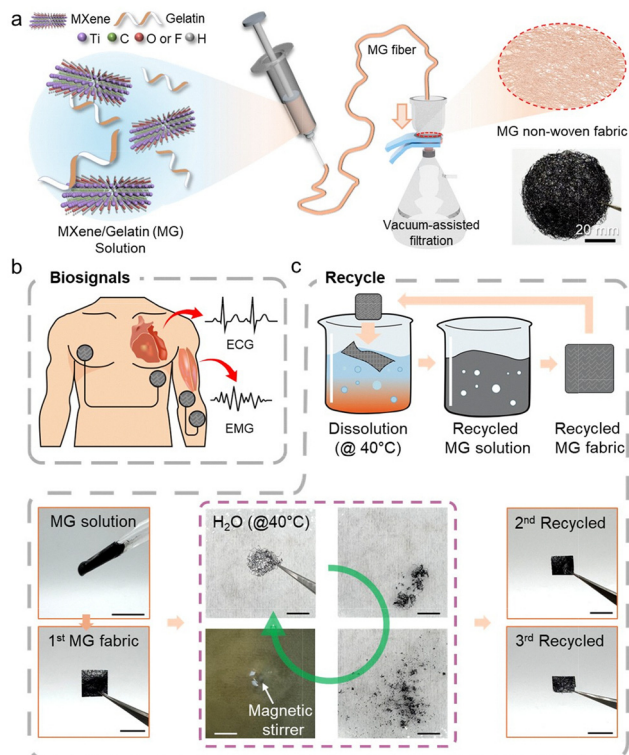 a
MXene
Gelatin
Ti
C
O or F
H
MXene/Gelatin (MG)
Solution
MG fiber
Vacuum-assisted
filtration
MG non-woven fabric
20 mm
b
Biosignals
ECG
EMG
c
Recycle
Dissolution
(@ 40°C)
Recycled
MG solution
Recycled
MG fabric
MG solution
1st MG fabric
H2O (@40°C)
Magnetic
stirrer
2nd Recycled
3rd Recycled